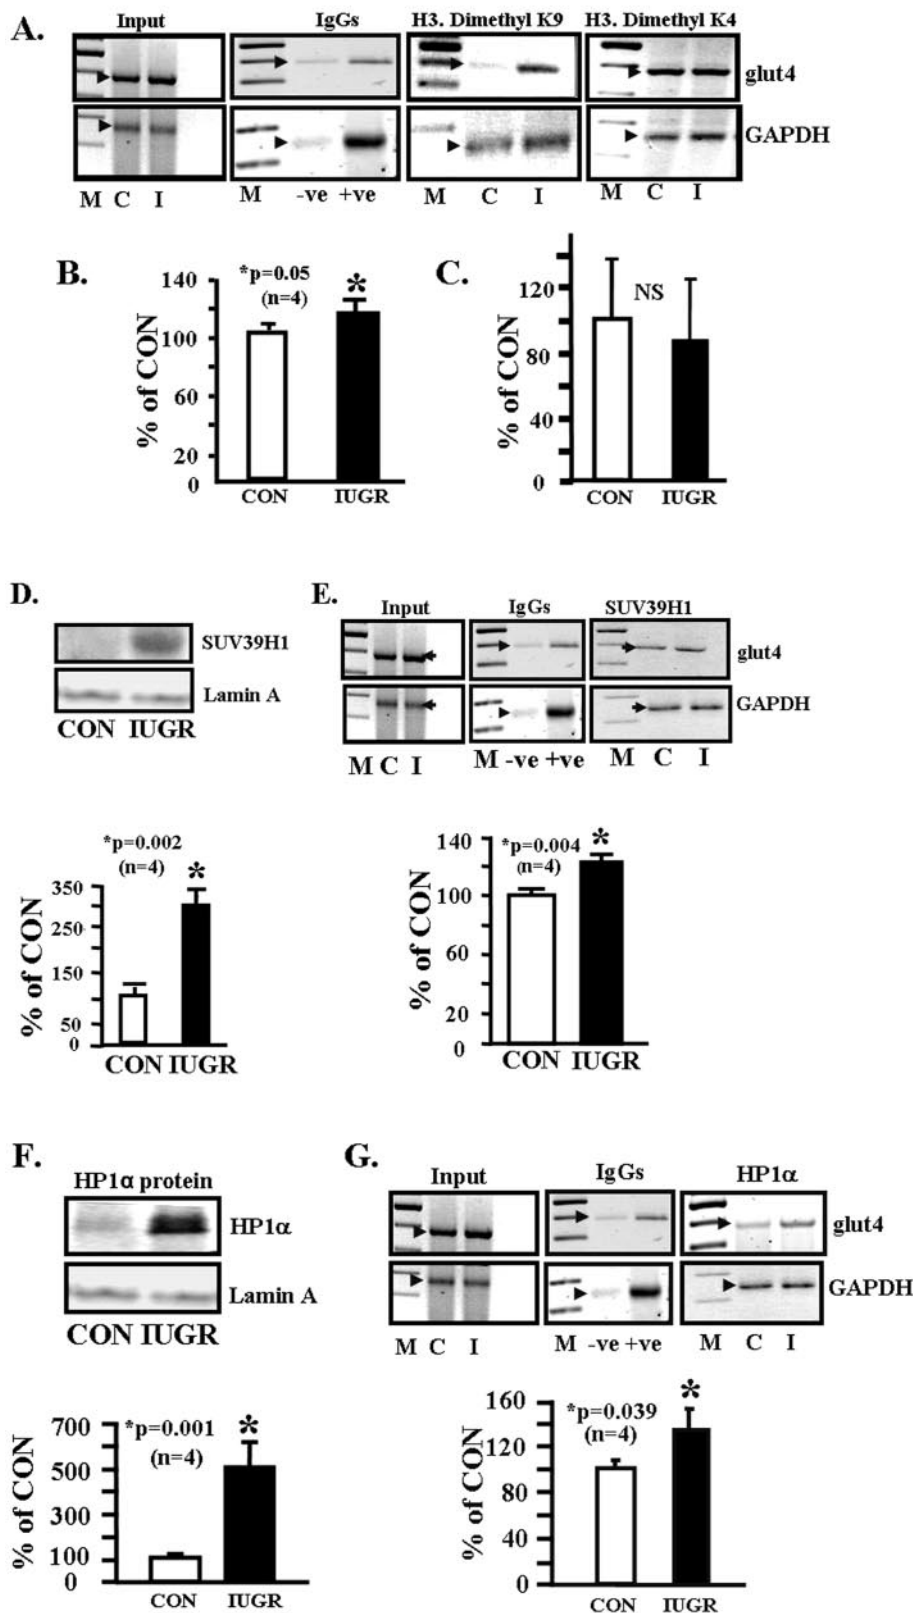 A.
Input IgGs H3. Dimethyl K9 H3. Dimethyl K4
glut4
GAPDH
M C I M -ve +ve M C I M C I
B.
*p=0.05
(n=4)
*
140
100
60
20
0
% of CON
CON IUGR
C.
NS
120
80
40
0
% of CON
CON IUGR
D.
SUV39H1
Lamin A
CON IUGR
*p=0.002
(n=4)
*
350
250
150
50
0
% of CON
CON IUGR
E.
Input IgGs SUV39H1
glut4
GAPDH
M C I M -ve +ve M C I
*p=0.004
(n=4)
*
140
100
60
20
0
% of CON
CON IUGR
F.
HP1α protein
HP1α
Lamin A
CON IUGR
*p=0.001
(n=4)
*
700
500
300
100
0
% of CON
CON IUGR
G.
Input IgGs HP1α
glut4
GAPDH
M C I M -ve +ve M C I
*p=0.039
(n=4)
*
160
120
80
40
0
% of CON
CON IUGR